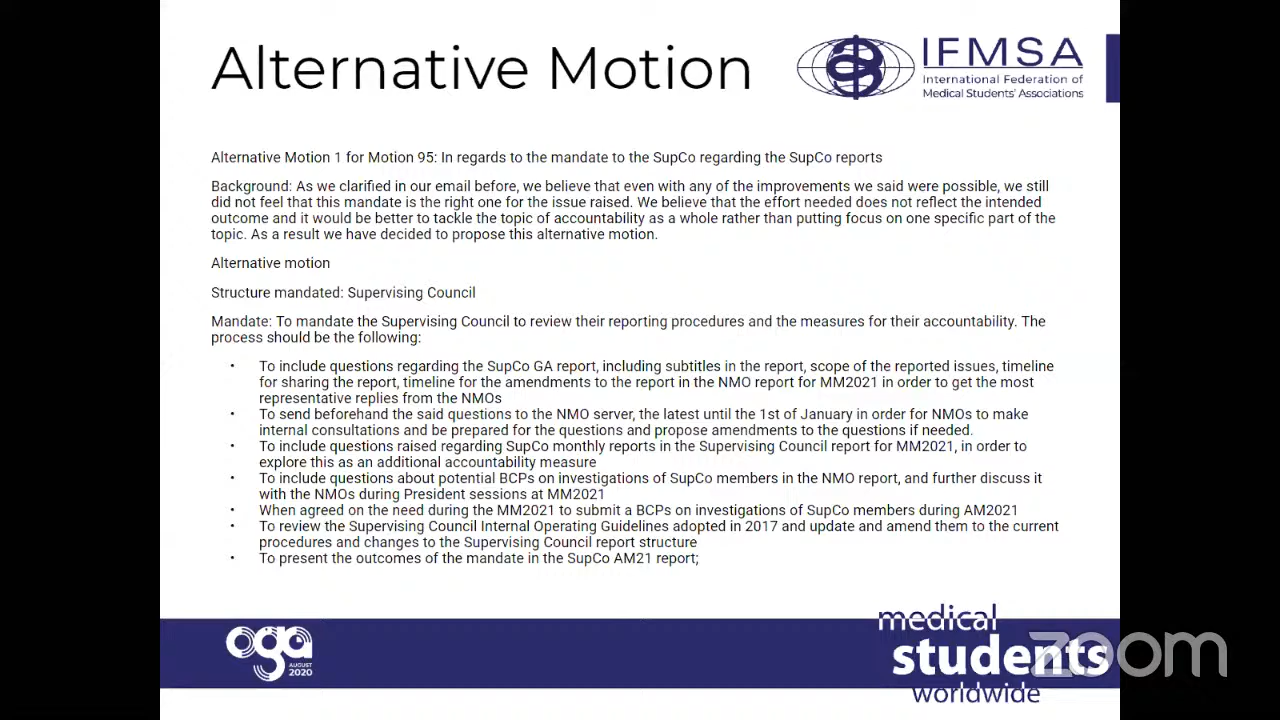 Alternative Motion
IFMSA
International Federation of
Medical Students' Associations
Alternative Motion 1 for Motion 95: In regards to the mandate to the SupCo regarding the SupCo reports
Background: As we clarified in our email before, we believe that even with any of the improvements we said were possible, we still
did not feel that this mandate is the right one for the issue raised. We believe that the effort needed does not reflect the intended
outcome and it would be better to tackle the topic of accountability as a whole rather than putting focus on one specific part of the
topic. As a result we have decided to propose this alternative motion.
Alternative motion
Structure mandated: Supervising Council
Mandate: To mandate the Supervising Council to review their reporting procedures and the measures for their accountability. The
process should be the following:
• To include questions regarding the SupCo GA report, including subtitles in the report, scope of the reported issues, timeline
for sharing the report, timeline for the amendments to the report in the NMO report for MM2021 in order to get the most
representative replies from the NMOs
• To send beforehand the said questions to the NMO server, the latest until the 1st of January in order for NMOs to make
internal consultations and be prepared for the questions and propose amendments to the questions if needed.
• To include questions raised regarding SupCo monthly reports in the Supervising Council report for MM2021, in order to
explore this as an additional accountability measure
• To include questions about potential BCPs on investigations of SupCo members in the NMO report, and further discuss it
with the NMOs during President sessions at MM2021
• When agreed on the need during the MM2021 to submit a BCPs on investigations of SupCo members during AM2021
• To review the Supervising Council Internal Operating Guidelines adopted in 2017 and update and amend them to the current
procedures and changes to the Supervising Council report structure
• To present the outcomes of the mandate in the SupCo AM21 report;
oga
AUGUST
2020
medical
students
worldwide
zoom